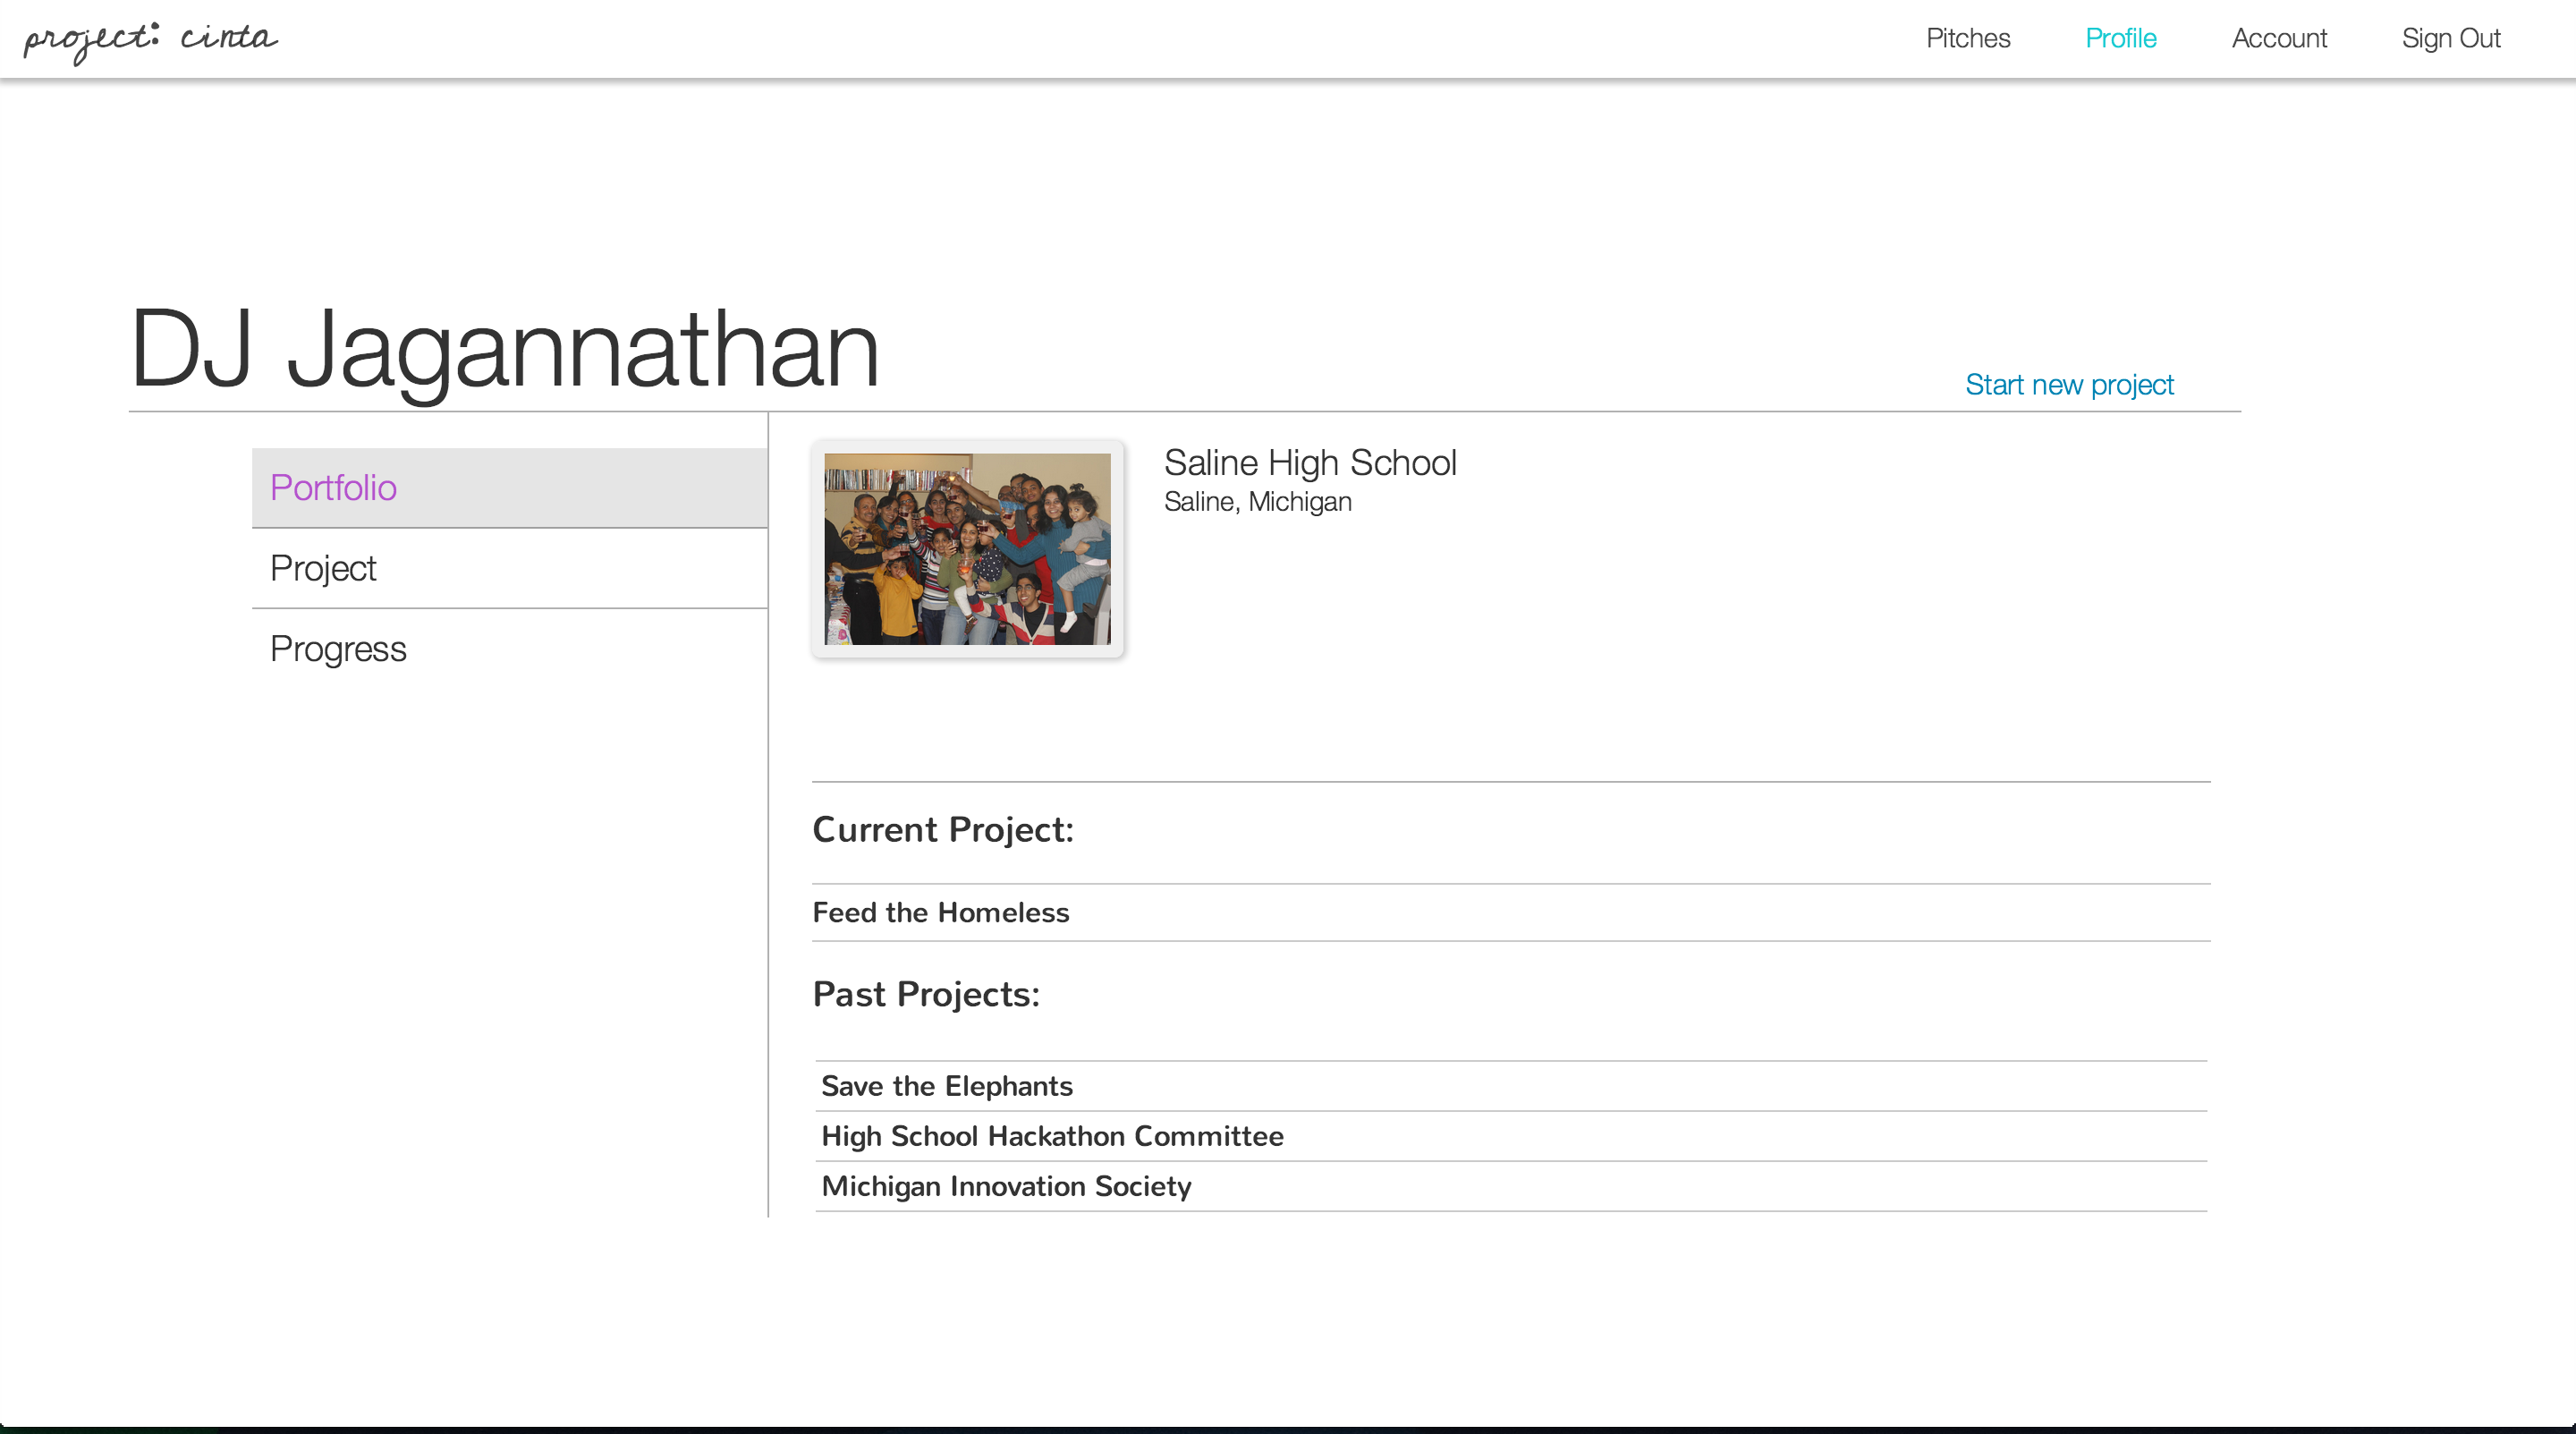 project: cinta
Pitches
Profile
Account
Sign Out
DJ Jagannathan
Start new project
Portfolio
Project
Progress
Saline High School
Saline, Michigan
Current Project:
Feed the Homeless
Past Projects:
Save the Elephants
High School Hackathon Committee
Michigan Innovation Society